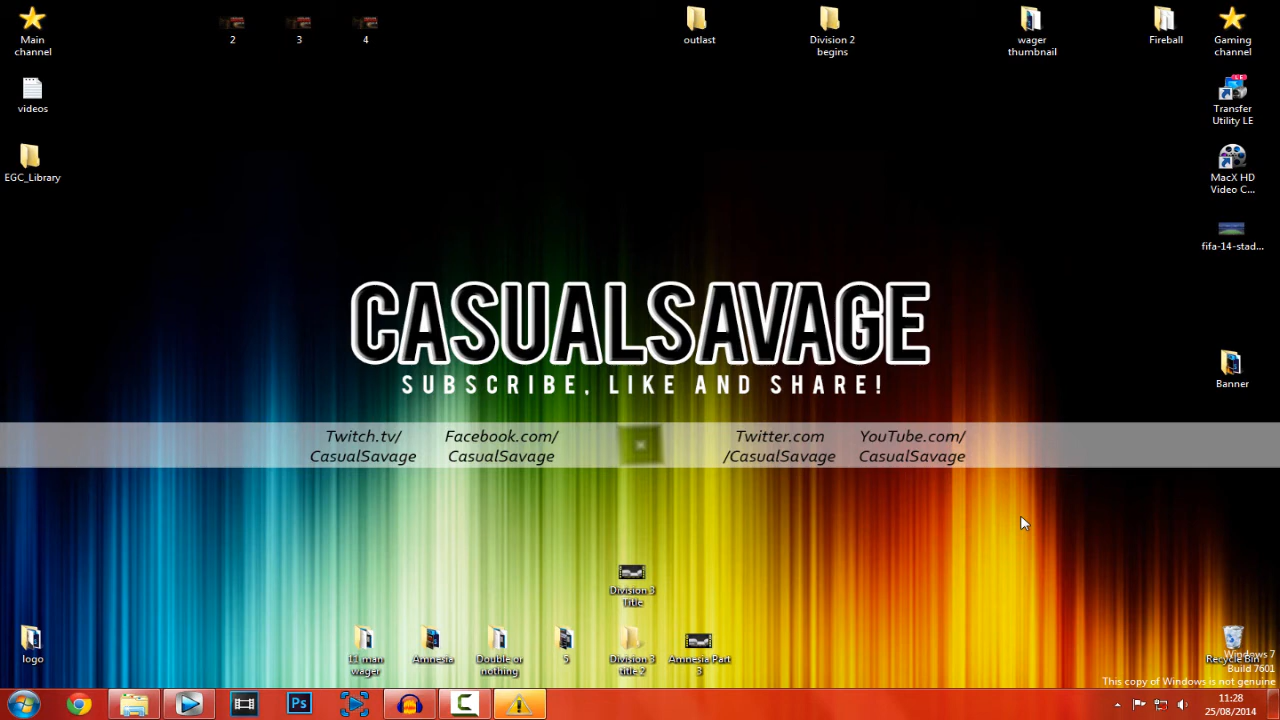 Main
channel
2
3
4
outlast
Division 2
begins
wager
thumbnail
Fireball
Gaming
channel
videos
LE
Transfer
Utility LE
EGC_Library
MacX HD
Video C...
fifa-14-stad...
CASUALSAVAGE
SUBSCRIBE, LIKE AND SHARE!
Banner
Twitch.tv/
CasualSavage
Facebook.com/
CasualSavage
Twitter.com
/CasualSavage
YouTube.com/
CasualSavage
Division 3
Title
logo
11 man
wager
Amnesia
Double or
nothing
5
Division 3
title 2
Amnesia Part
3
Recycle Bin
Windows 7
Build 7601
This copy of Windows is not genuine
Ps
C
11:28
25/08/2014